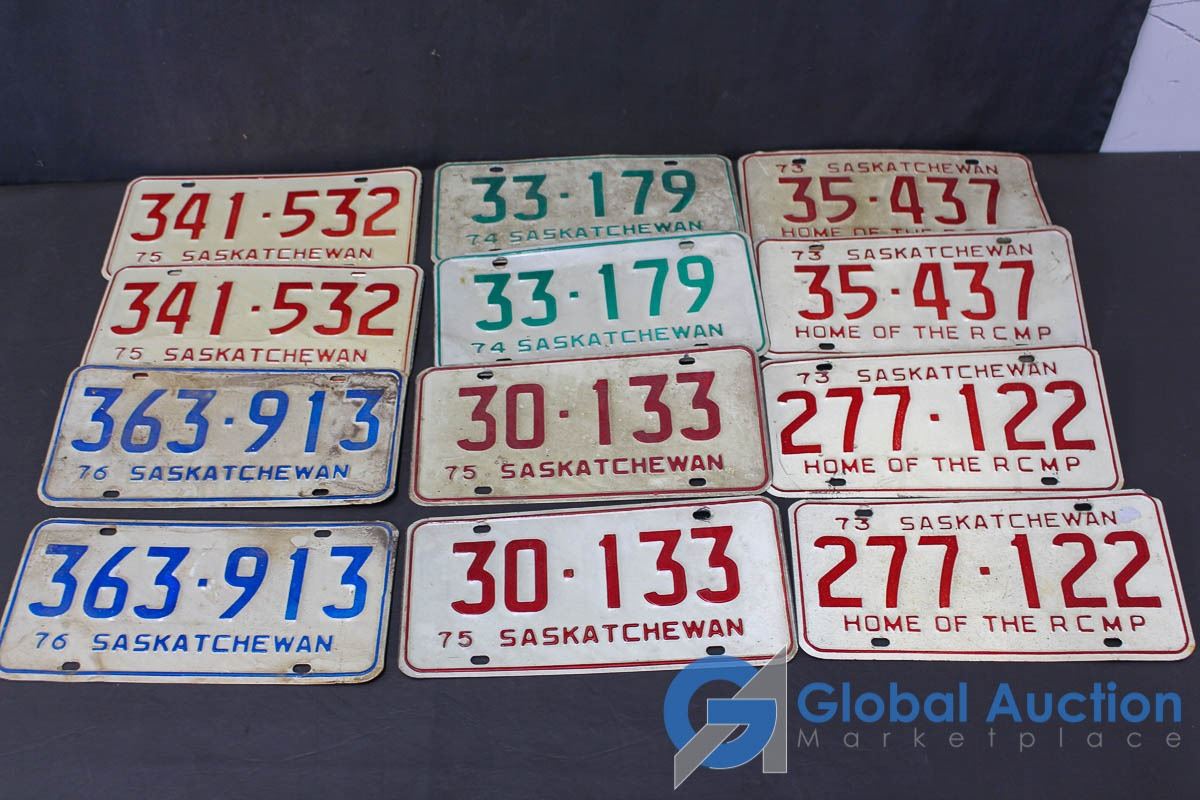 341·532
75 SASKATCHEWAN
341·532
75 SASKATCHEWAN
363·913
76 SASKATCHEWAN
363·913
76 SASKATCHEWAN
33·179
74 SASKATCHEWAN
33·179
74 SASKATCHEWAN
30·133
75 SASKATCHEWAN
30·133
75 SASKATCHEWAN
73 SASKATCHEWAN
35·437
HOME OF THE
73 SASKATCHEWAN
35·437
HOME OF THE RCMP
73 SASKATCHEWAN
277·122
HOME OF THE RCMP
73 SASKATCHEWAN
277·122
HOME OF THE RCMP
Global Auction
Marketplace